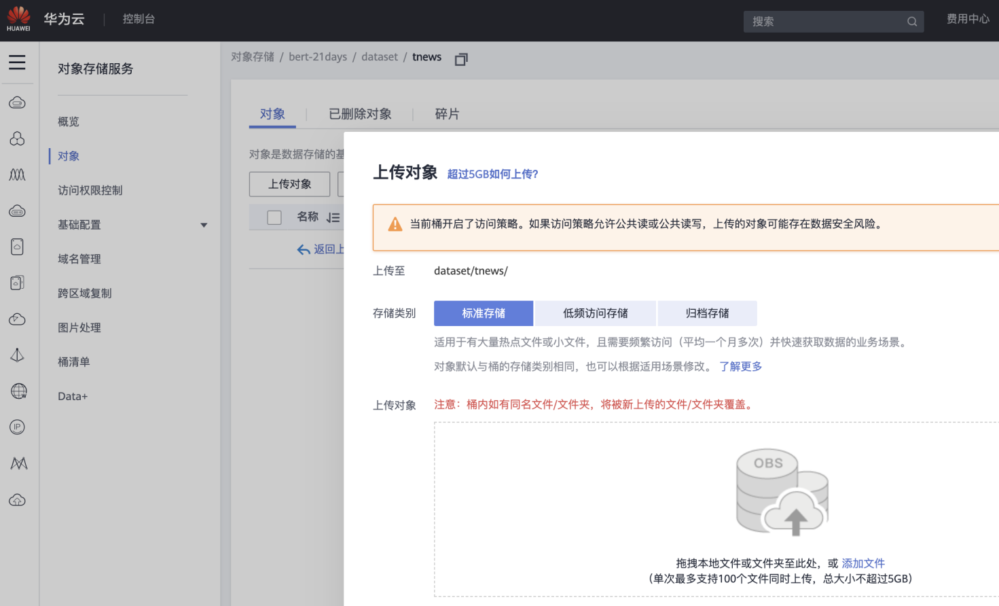 HUAWEI 华为云 控制台 搜索 费用中心
对象存储 / bert-21days / dataset / tnews
对象存储服务
概览
对象
访问权限控制
基础配置
域名管理
跨区域复制
图片处理
桶清单
Data+
W
IP
对象 已删除对象 碎片
对象是数据存储的基
上传对象
名称
返回上
上传对象 超过5GB如何上传?
当前桶开启了访问策略。如果访问策略允许公共读或公共读写，上传的对象可能存在数据安全风险。
上传至 dataset/tnews/
存储类别 标准存储 低频访问存储 归档存储
适用于有大量热点文件或小文件，且需要频繁访问（平均一个月多次）并快速获取数据的业务场景。
对象默认与桶的存储类别相同，也可以根据适用场景修改。 了解更多
上传对象 注意：桶内如有同名文件/文件夹，将被新上传的文件/文件夹覆盖。
OBS
拖拽本地文件或文件夹至此处，或 添加文件
（单次最多支持100个文件同时上传，总大小不超过5GB）